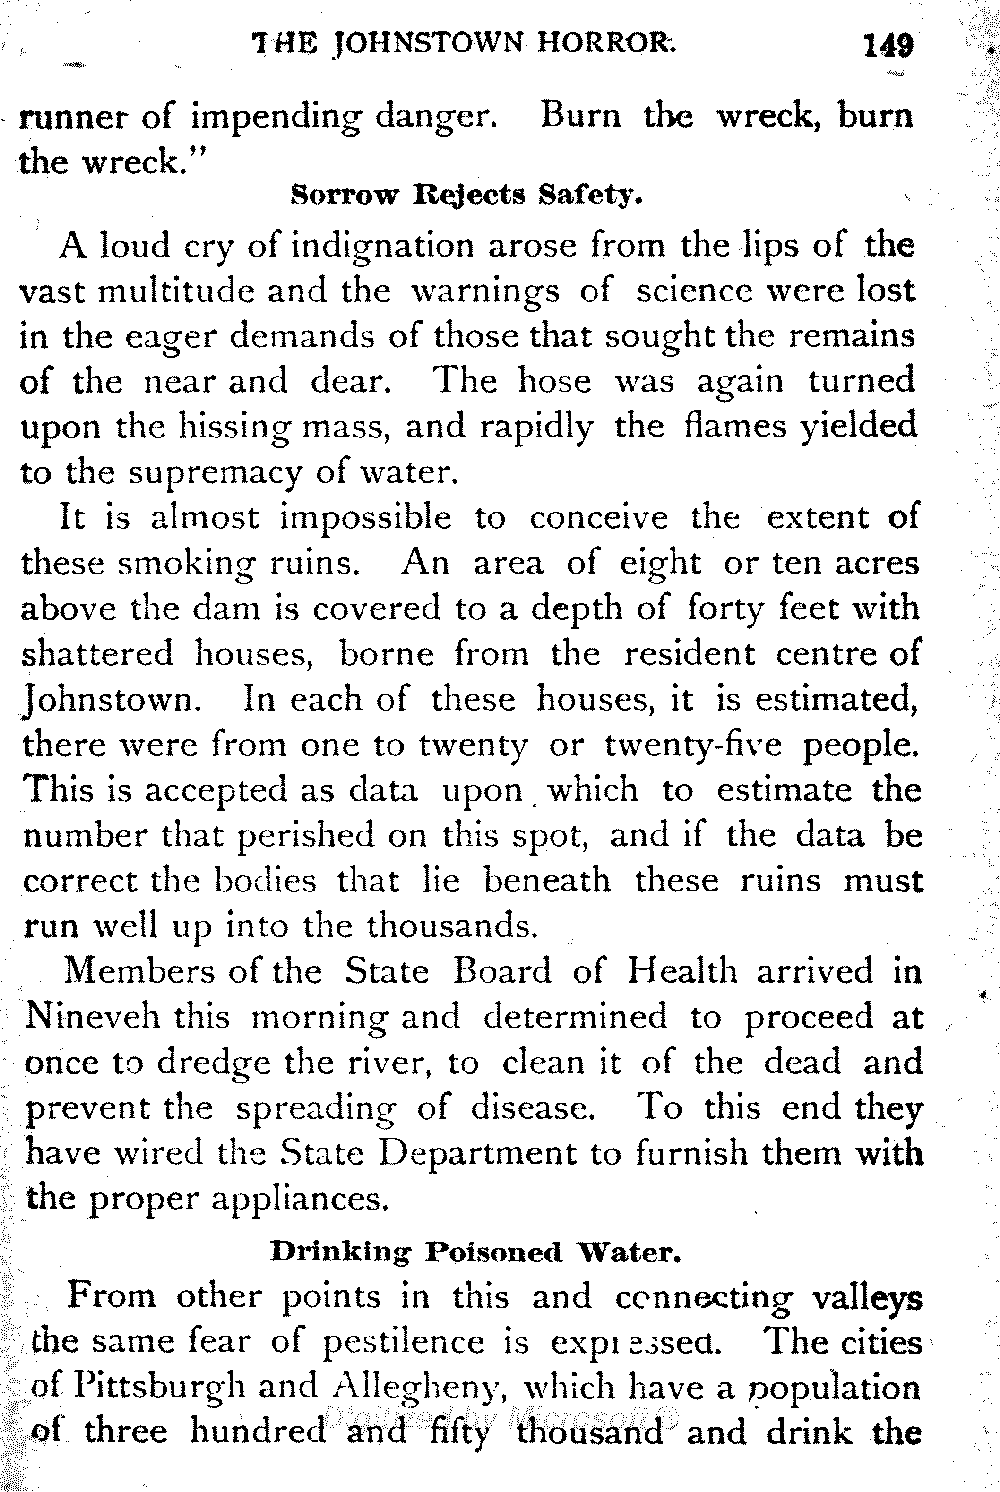 THE JOHNSTOWN HORROR. 149
runner of impending danger. Burn the wreck, burn
the wreck."
Sorrow Rejects Safety.
A loud cry of indignation arose from the lips of the
vast multitude and the warnings of science were lost
in the eager demands of those that sought the remains
of the near and dear. The hose was again turned
upon the hissing mass, and rapidly the flames yielded
to the supremacy of water.
It is almost impossible to conceive the extent of
these smoking ruins. An area of eight or ten acres
above the dam is covered to a depth of forty feet with
shattered houses, borne from the resident centre of
Johnstown. In each of these houses, it is estimated,
there were from one to twenty or twenty-five people.
This is accepted as data upon which to estimate the
number that perished on this spot, and if the data be
correct the bodies that lie beneath these ruins must
run well up into the thousands.
Members of the State Board of Health arrived in
Nineveh this morning and determined to proceed at
once to dredge the river, to clean it of the dead and
prevent the spreading of disease. To this end they
have wired the State Department to furnish them with
the proper appliances.
Drinking Poisoned Water.
From other points in this and connecting valleys
the same fear of pestilence is expressed. The cities
of Pittsburgh and Allegheny, which have a population
of three hundred and fifty thousand and drink the
Digitized by Microsoft®